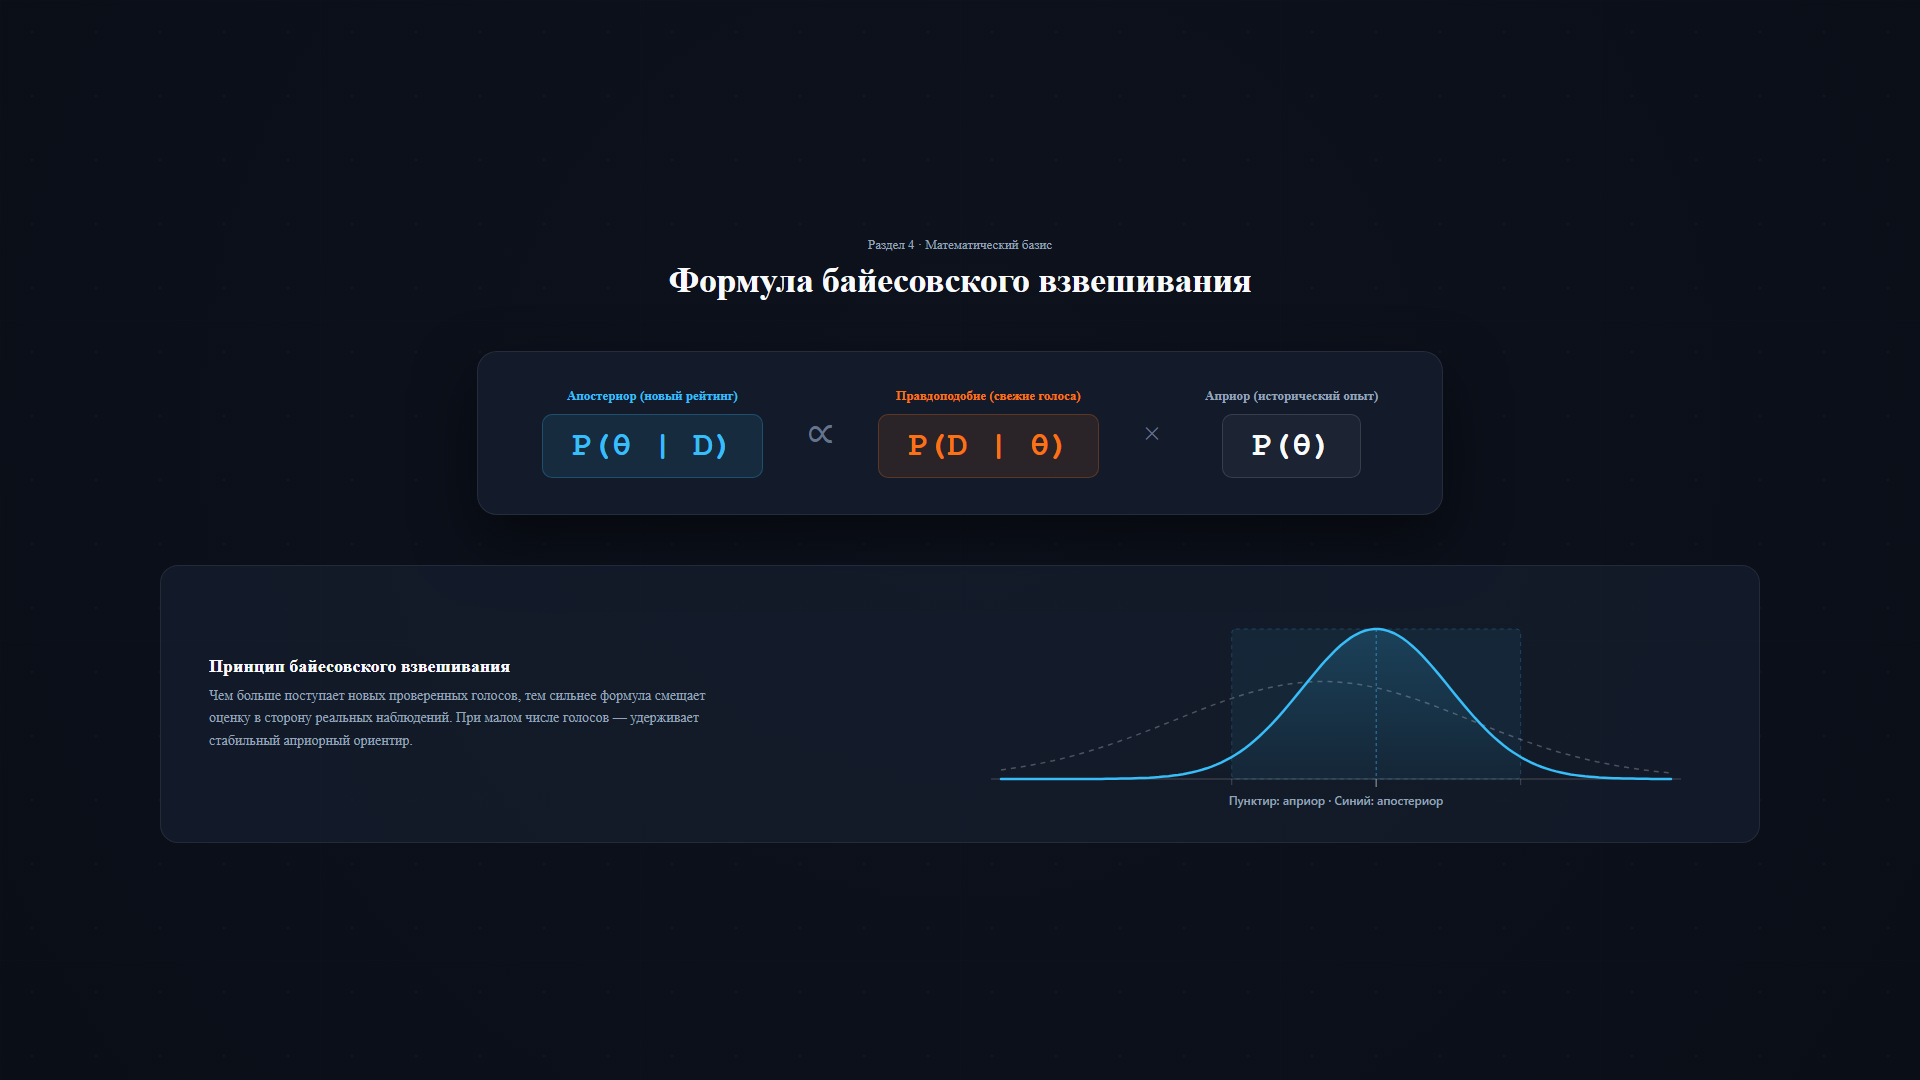 Раздел 4 · Математический базис
Формула байесовского взвешивания
Апостериор (новый рейтинг)
P(θ | D)
∝
Правдоподобие (свежие голоса)
P(D | θ)
×
Априор (исторический опыт)
P(θ)
Принцип байесовского взвешивания
Чем больше поступает новых проверенных голосов, тем сильнее формула смещает
оценку в сторону реальных наблюдений. При малом числе голосов — удерживает
стабильный априорный ориентир.
Пунктир: априор · Синий: апостериор